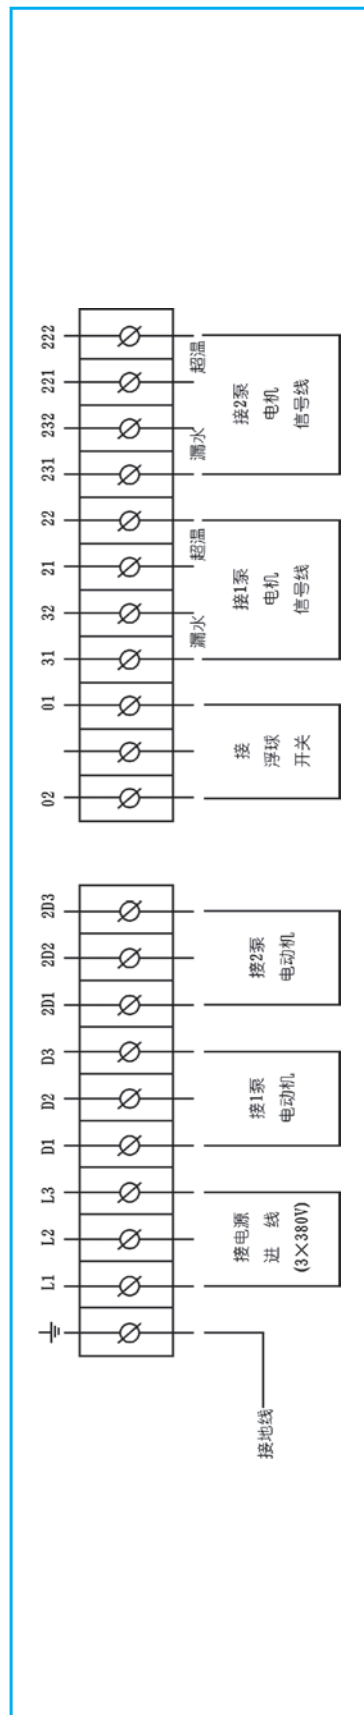 L1 L2 L3 D1 D2 D3 2D1 2D2 2D3 02 01 31 32 21 22 231 232 221 222
漏水 超温 漏水 超温
接地线
接电源
进 线
(3×380V)
接1泵
电动机
接2泵
电动机
接
浮球
开关
接1泵
电机
信号线
接2泵
电机
信号线